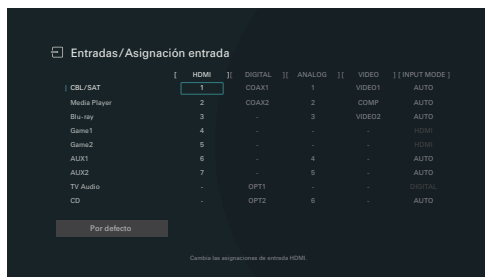 Entradas/Asignación entrada
[ HDMI ][ DIGITAL ][ ANALOG ][ VIDEO ][ INPUT MODE ]
CBL/SAT 1 COAX1 1 VIDEO1 AUTO
Media Player 2 COAX2 2 COMP AUTO
Blu-ray 3 - 3 VIDEO2 AUTO
Game1 4 - - - HDMI
Game2 5 - - - HDMI
AUX1 6 - 4 - AUTO
AUX2 7 - 5 - AUTO
TV Audio - OPT1 - - DIGITAL
CD - OPT2 6 - AUTO
Por defecto
Cambia las asignaciones de entrada HDMI.